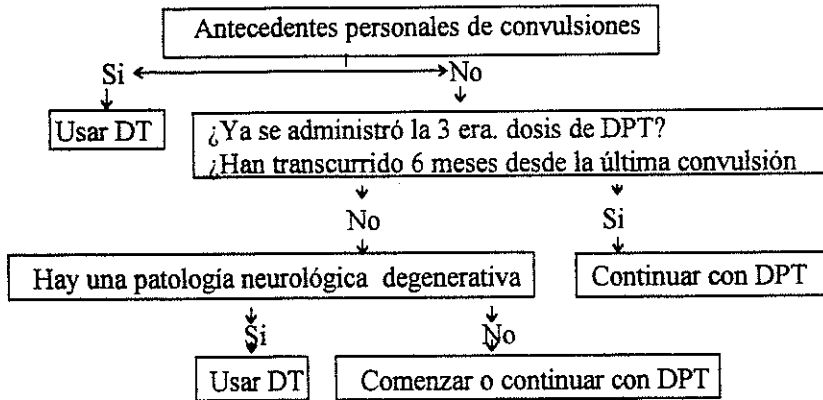 Antecedentes personales de convulsiones
Si No
Usar DT
¿Ya se administró la 3 era. dosis de DPT?
¿Han transcurrido 6 meses desde la última convulsión
No Si
Hay una patología neurológica degenerativa
Continuar con DPT
Si No
Usar DT
Comenzar o continuar con DPT